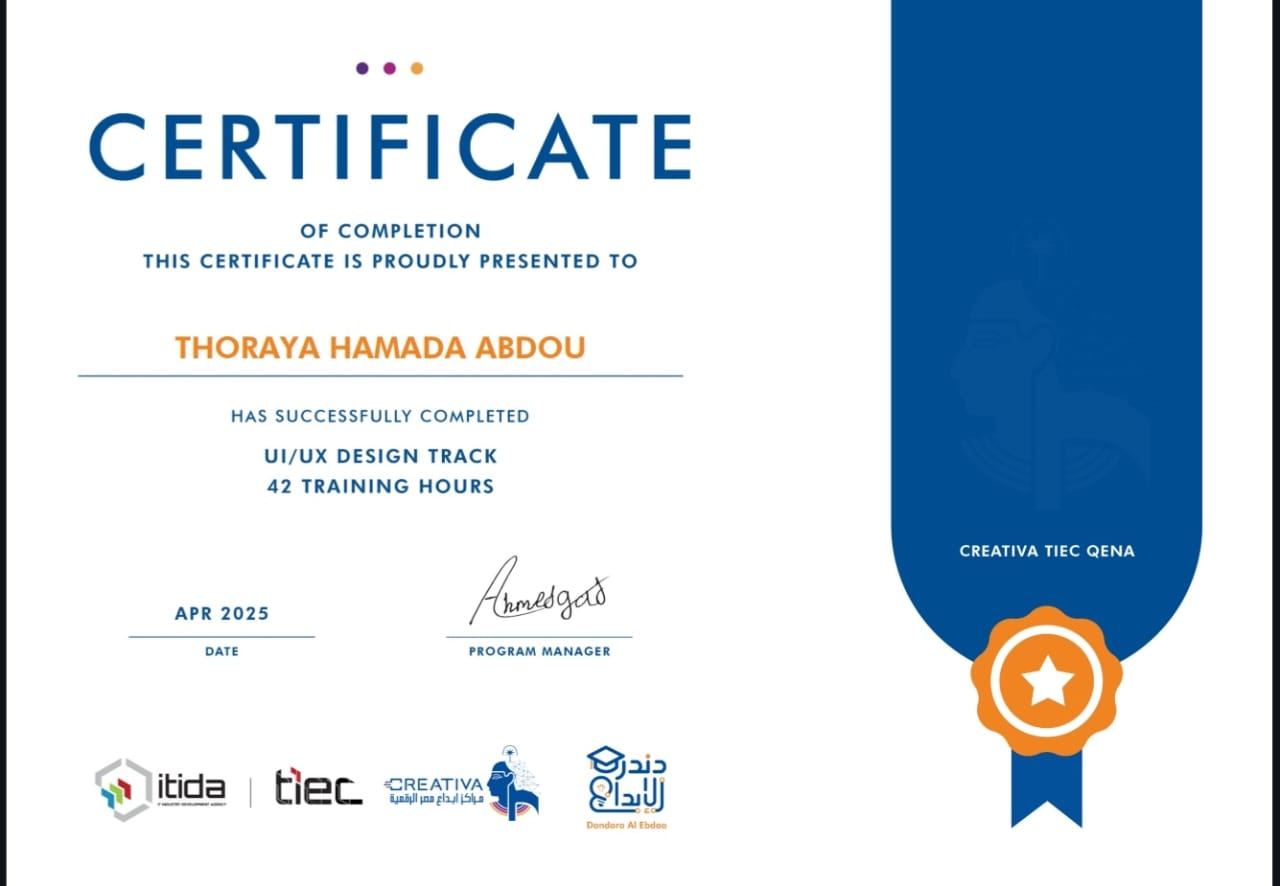 CERTIFICATE
OF COMPLETION
THIS CERTIFICATE IS PROUDLY PRESENTED TO
THORAYA HAMADA ABDOU
HAS SUCCESSFULLY COMPLETED
UI/UX DESIGN TRACK
42 TRAINING HOURS
CREATIVA TIEC QENA
Ahmedgad
APR 2025
DATE
PROGRAM MANAGER
itida
IT INDUSTRY DEVELOPMENT AGENCY
tiec
CREATIVA
مراكز إبداع مصر الرقمية
دندرة
للإبداع
Dandara Al Ebdaa